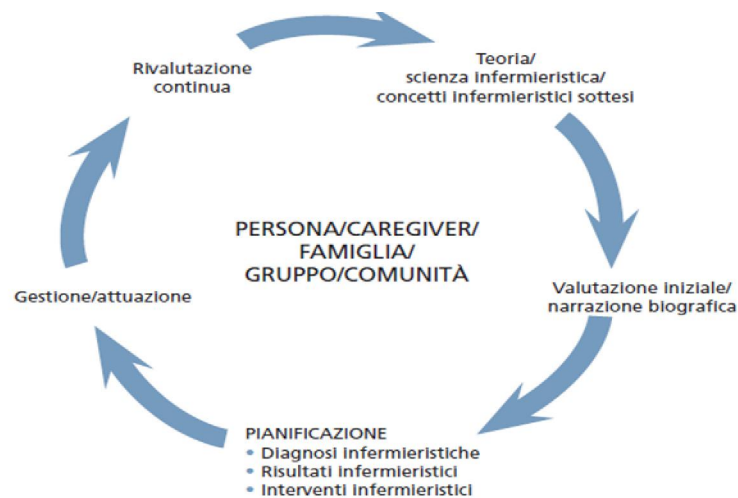 Rivalutazione
continua
Teoria/
scienza infermieristica/
concetti infermieristici sottesi
PERSONA/CAREGIVER/
FAMIGLIA/
GRUPPO/COMUNITÀ
Gestione/attuazione
Valutazione iniziale/
narrazione biografica
PIANIFICAZIONE
• Diagnosi infermieristiche
• Risultati infermieristici
• Interventi infermieristici